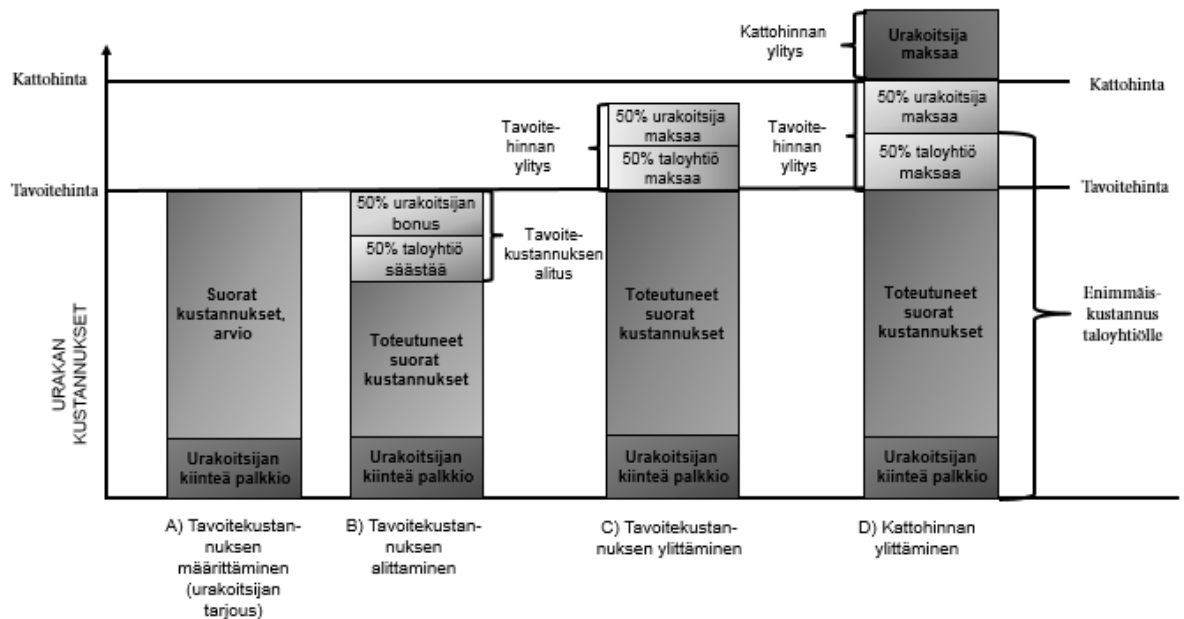 Kattohinnan
ylitys
Urakoitsija
maksaa
Kattohinta
Kattohinta
50% urakoitsija
maksaa
50% taloyhtiö
maksaa
Tavoite-
hinnan
ylitys
50% urakoitsija
maksaa
50% taloyhtiö
maksaa
Tavoite-
hinnan
ylitys
Tavoitehinta
Tavoitehinta
50% urakoitsijan
bonus
50% taloyhtiö
säästää
Tavoite-
kustannuksen
alitus
Suorat
kustannukset,
arvio
Toteutuneet
suorat
kustannukset
Toteutuneet
suorat
kustannukset
Toteutuneet
suorat
kustannukset
Enimmäis-
kustannus
taloyhtiölle
URAKAN
KUSTANNUKSET
Urakoitsijan
kiinteä palkkio
Urakoitsijan
kiinteä palkkio
Urakoitsijan
kiinteä palkkio
Urakoitsijan
kiinteä palkkio
A) Tavoitekustan-
nuksen
määrittäminen
(urakoitsijan
tarjous)
B) Tavoitekustan-
nuksen
alittaminen
C) Tavoitekustan-
nuksen ylittäminen
D) Kattohinnan
ylittäminen